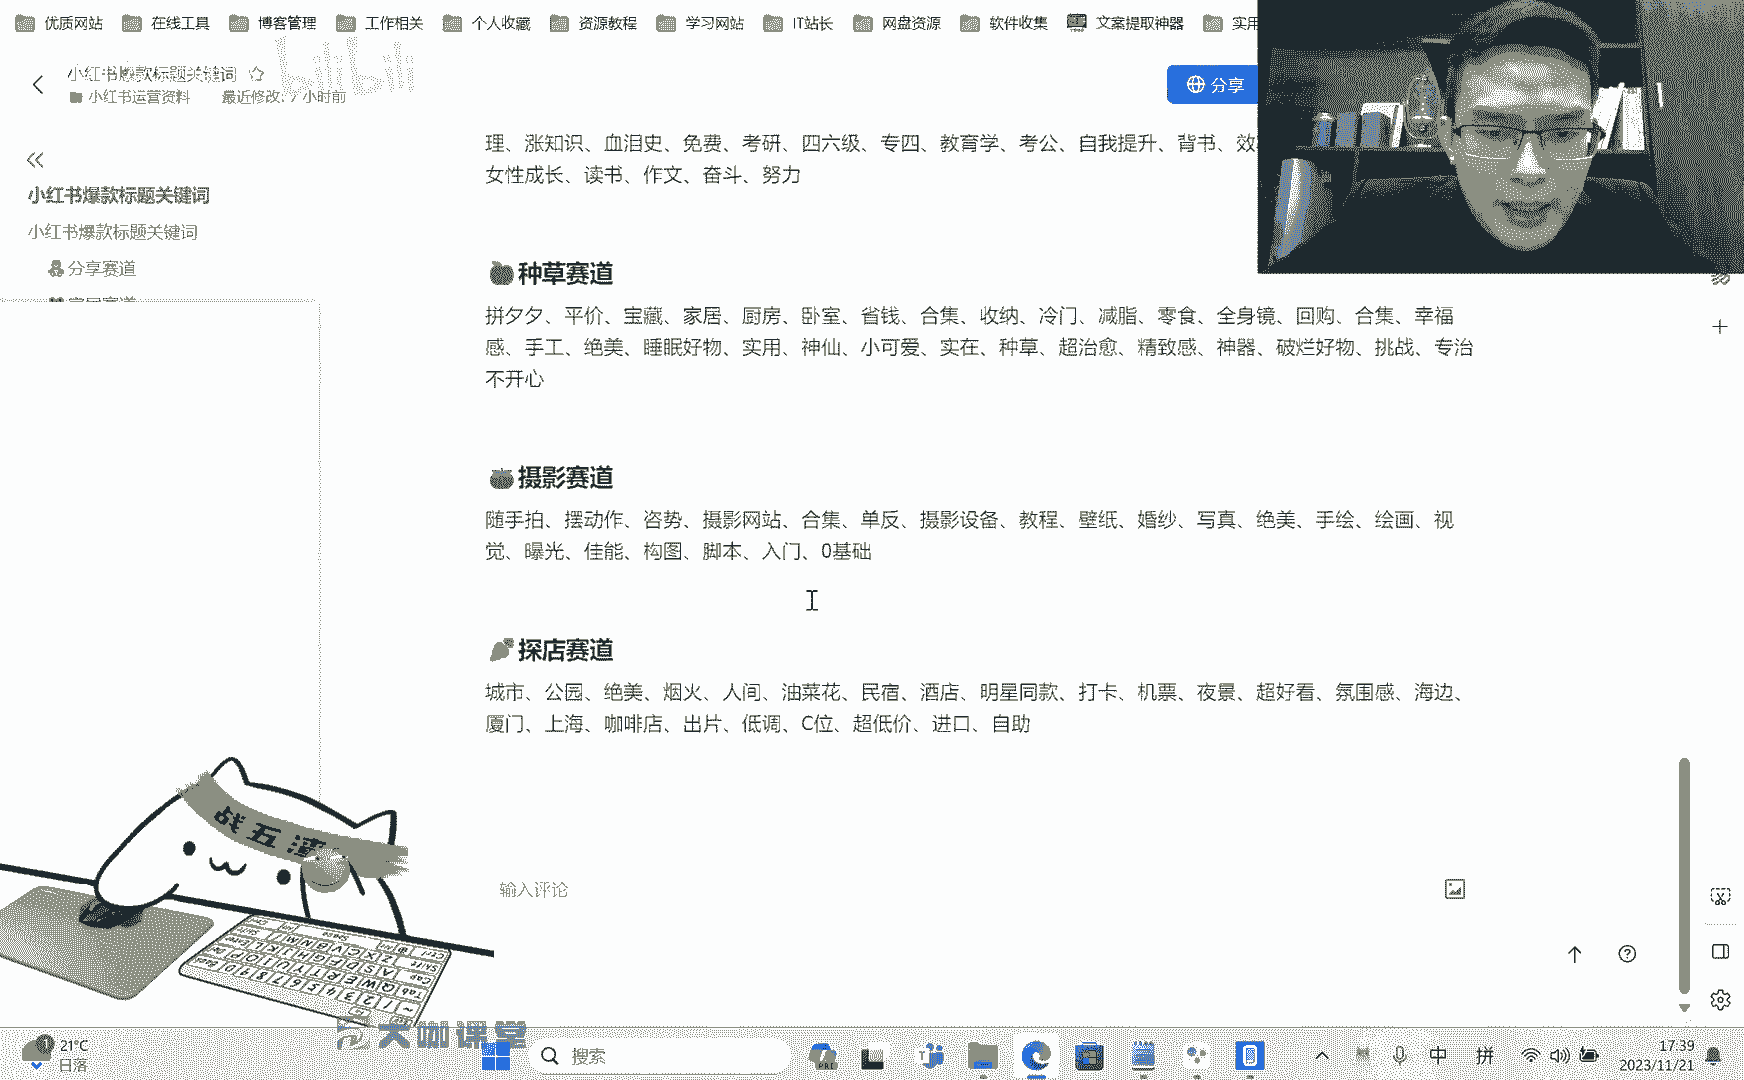 优质网站 在线工具 博客管理 工作相关 个人收藏 资源教程 学习网站 IT站长 网盘资源 软件收集 文案提取神器 实用
bilibili
小红书爆款标题关键词
小红书运营资料 最近修改: 7 小时前
分享
小红书爆款标题关键词
小红书爆款标题关键词
分享赛道
理、涨知识、血泪史、免费、考研、四六级、专四、教育学、考公、自我提升、背书、效
女性成长、读书、作文、奋斗、努力
种草赛道
拼夕夕、平价、宝藏、家居、厨房、卧室、省钱、合集、收纳、冷门、减脂、零食、全身镜、回购、合集、幸福
感、手工、绝美、睡眠好物、实用、神仙、小可爱、实在、种草、超治愈、精致感、神器、破烂好物、挑战、专治
不开心
摄影赛道
随手拍、摆动作、咨势、摄影网站、合集、单反、摄影设备、教程、壁纸、婚纱、写真、绝美、手绘、绘画、视
觉、曝光、佳能、构图、脚本、入门、0基础
探店赛道
城市、公园、绝美、烟火、人间、油菜花、民宿、酒店、明星同款、打卡、机票、夜景、超好看、氛围感、海边、
厦门、上海、咖啡店、出片、低调、C位、超低价、进口、自助
输入评论
战五渣
大咖课堂
21°C
日落
搜索
PRE
中 拼
17:39
2023/11/21